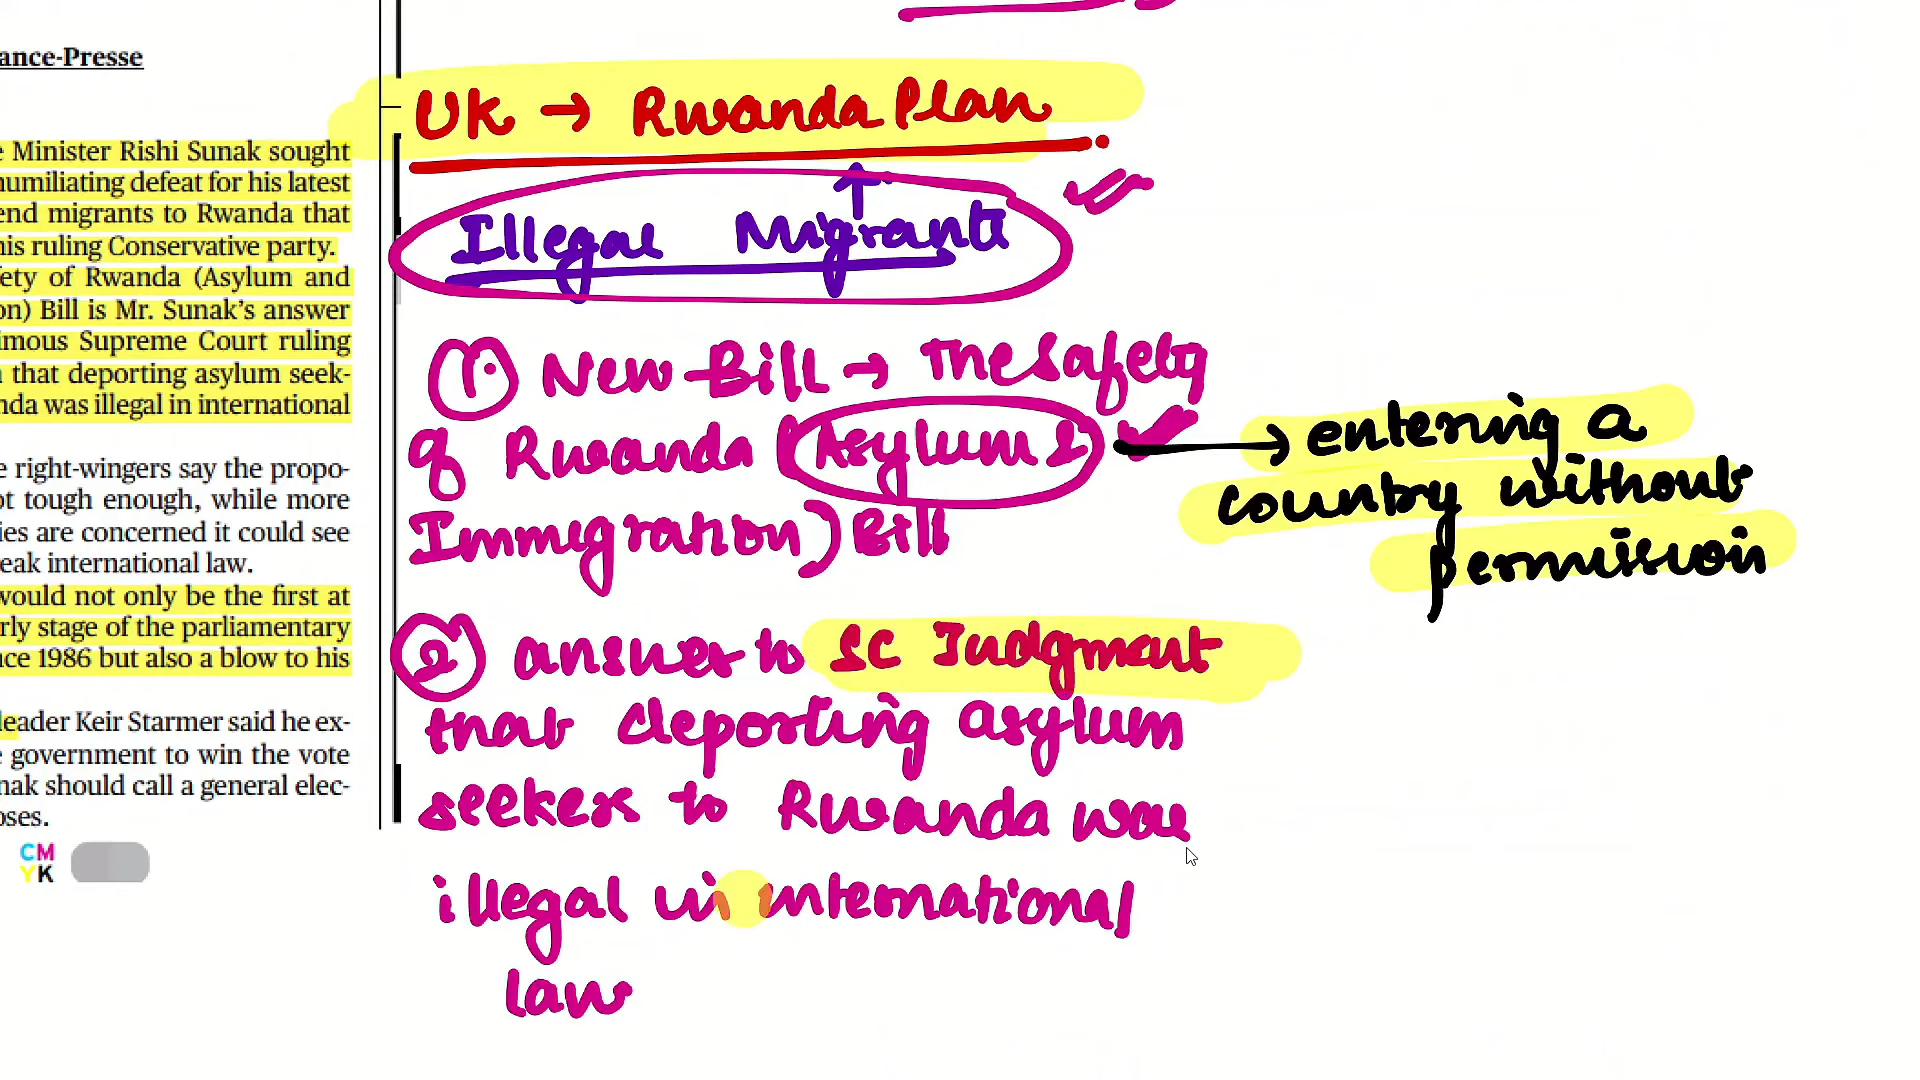 ance-Presse
e Minister Rishi Sunak sought
humiliating defeat for his latest
end migrants to Rwanda that
his ruling Conservative party.
ety of Rwanda (Asylum and
on) Bill is Mr. Sunak's answer
imous Supreme Court ruling
that deporting asylum seek-
nda was illegal in international
e right-wingers say the propo-
ot tough enough, while more
ies are concerned it could see
eak international law.
would not only be the first at
rly stage of the parliamentary
nce 1986 but also a blow to his
leader Keir Starmer said he ex-
e government to win the vote
nak should call a general elec-
oses.
CM
YK
UK → Rwanda Plan
Illegal Migrants
1. New Bill → The Safety
of Rwanda (Asylum &
Immigration) Bill
→ entering a
country without
permission
2 answer to SC Judgment
that deporting asylum
seekers to Rwanda was
illegal in international
law